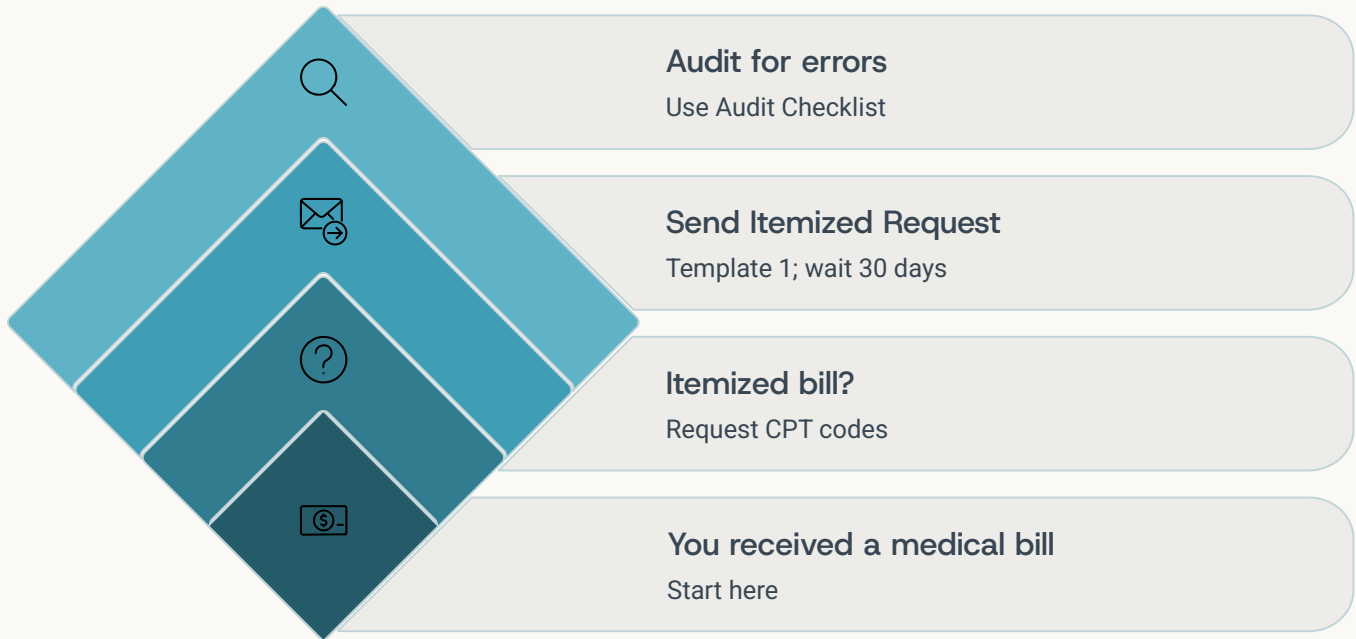 Audit for errors
Use Audit Checklist
Send Itemized Request
Template 1; wait 30 days
Itemized bill?
Request CPT codes
You received a medical bill
Start here